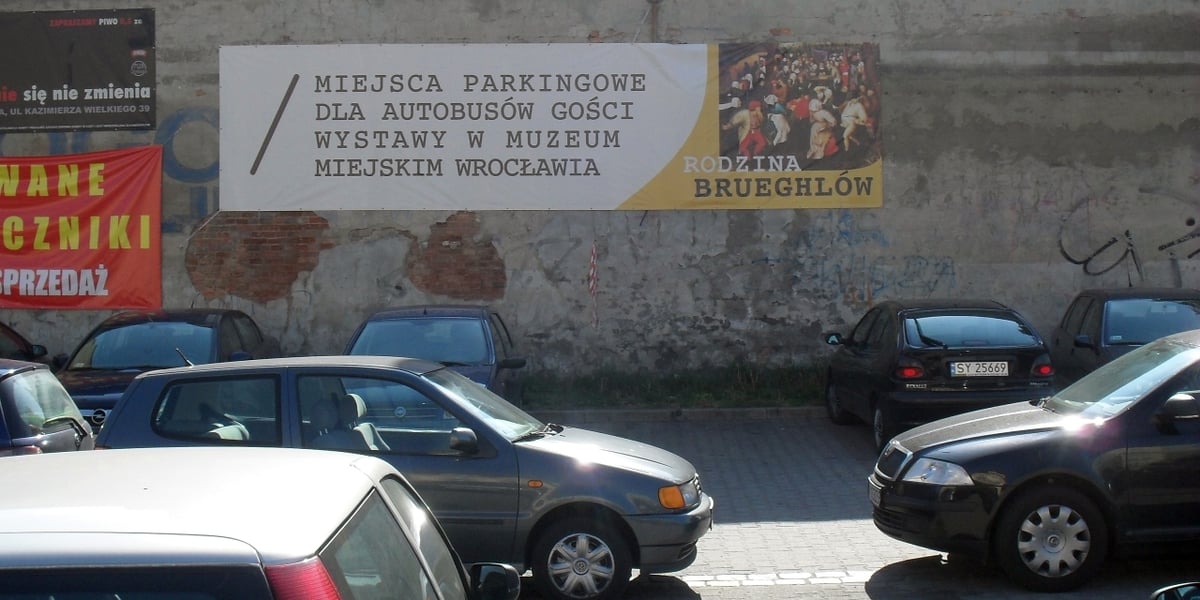 ZAPRASZAMY PIWO
nie się nie zmienia
A, UL. KAZIMIERZA WIELKIEGO 39
WANE
CZNIKI
SPRZEDAŻ
/ MIEJSCA PARKINGOWE
DLA AUTOBUSÓW GOŚCI
WYSTAWY W MUZEUM
MIEJSKIM WROCŁAWIA
RODZINA
BRUEGHLÓW
SY 25669